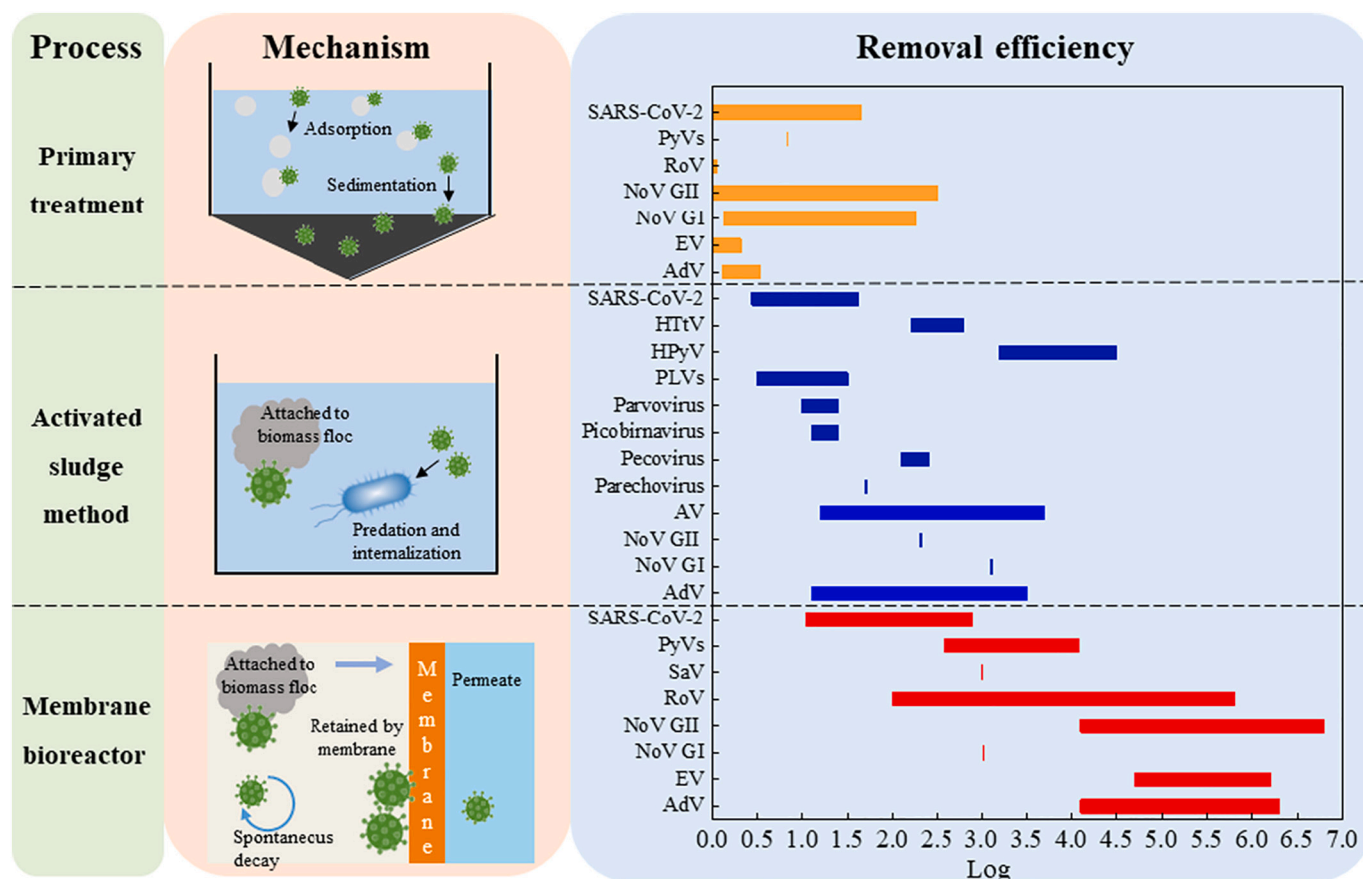 Process
Mechanism
Removal efficiency
Primary
treatment
Adsorption
Sedimentation
SARS-CoV-2
PyVs
RoV
NoV GII
NoV GI
EV
AdV
Activated
sludge
method
Attached to
biomass floc
Predation and
internalization
SARS-CoV-2
HTtV
HPyV
PLVs
Parvovirus
Picobirnavirus
Pecovirus
Parechovirus
AV
NoV GII
NoV GI
AdV
Membrane
bioreactor
Attached to
biomass floc
Retained by
membrane
Spontanecus
decay
Membrane
Permeate
SARS-CoV-2
PyVs
SaV
RoV
NoV GII
NoV GI
EV
AdV
0.0 0.5 1.0 1.5 2.0 2.5 3.0 3.5 4.0 4.5 5.0 5.5 6.0 6.5 7.0
Log